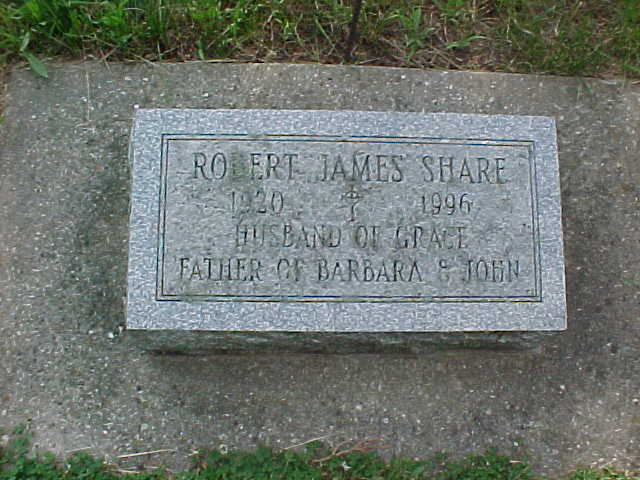 ROBERT JAMES SHARE
1920 1996
HUSBAND OF GRACE
FATHER OF BARBARA & JOHN